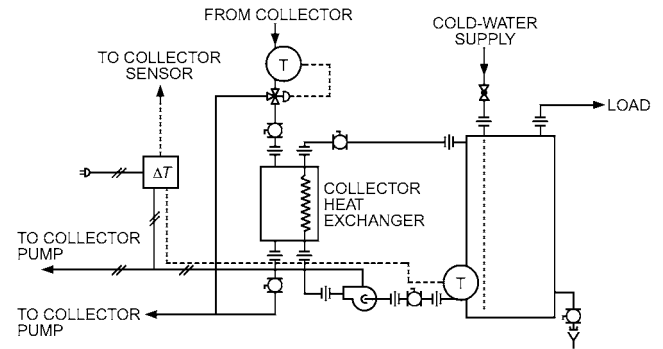 FROM COLLECTOR
COLD-WATER
SUPPLY
TO COLLECTOR
SENSOR
T
LOAD
ΔT
COLLECTOR
HEAT
EXCHANGER
TO COLLECTOR
PUMP
T
TO COLLECTOR
PUMP